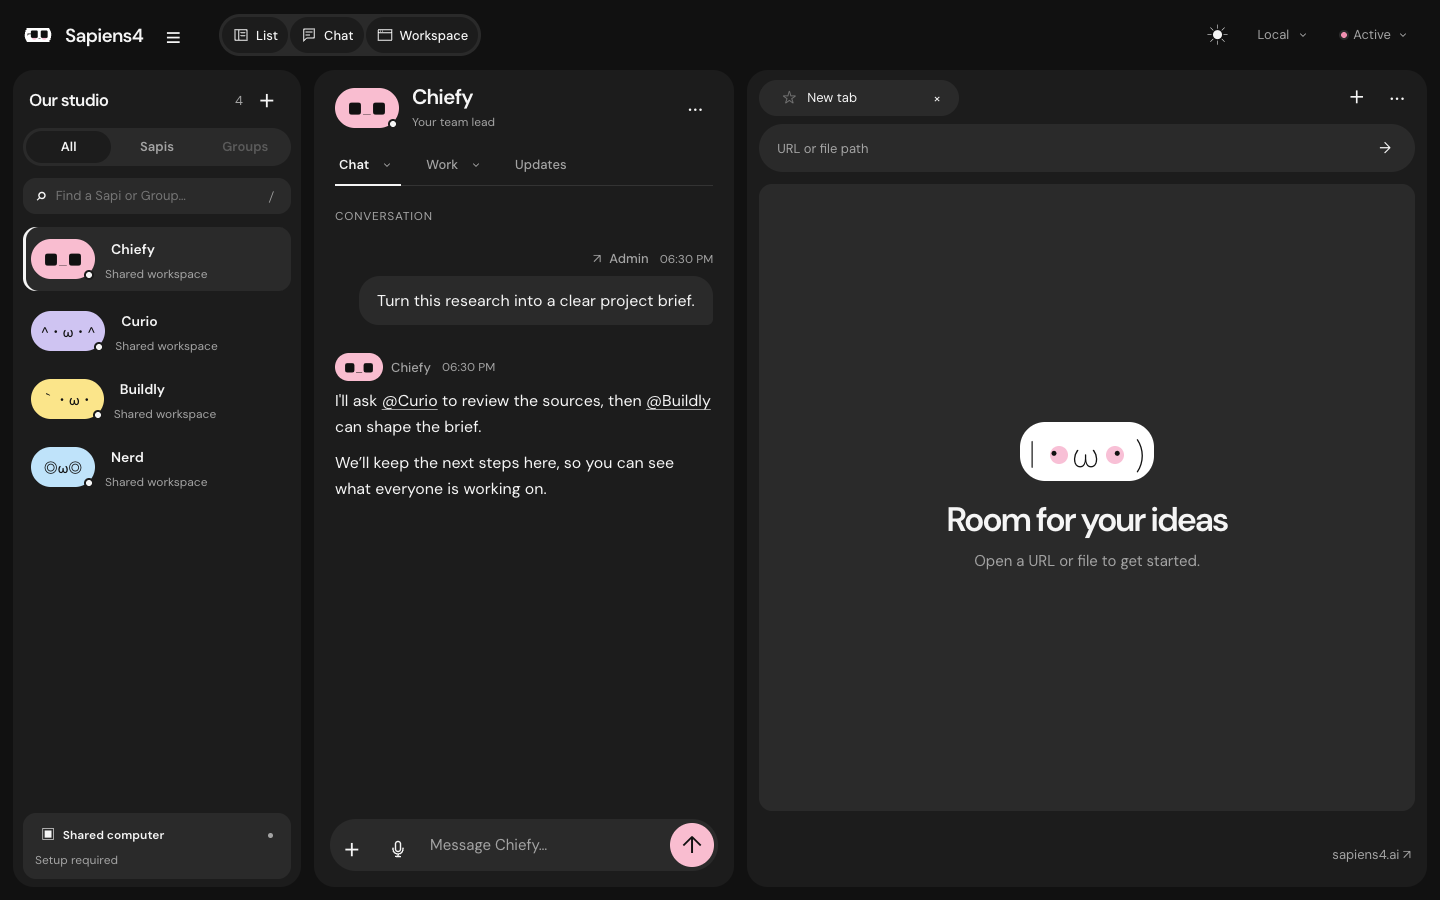 Sapiens4
List
Chat
Workspace
Local
Active
Our studio
4
All
Sapis
Groups
Find a Sapi or Group...
/
Chiefy
Shared workspace
^・ω・^
Curio
Shared workspace
`・ω・
Buildly
Shared workspace
◎ω◎
Nerd
Shared workspace
Shared computer
Setup required
Chiefy
Your team lead
Chat
Work
Updates
CONVERSATION
Admin 06:30 PM
Turn this research into a clear project brief.
Chiefy 06:30 PM
I'll ask @Curio to review the sources, then @Buildly
can shape the brief.
We’ll keep the next steps here, so you can see
what everyone is working on.
Message Chiefy...
New tab
×
URL or file path
Room for your ideas
Open a URL or file to get started.
sapiens4.ai